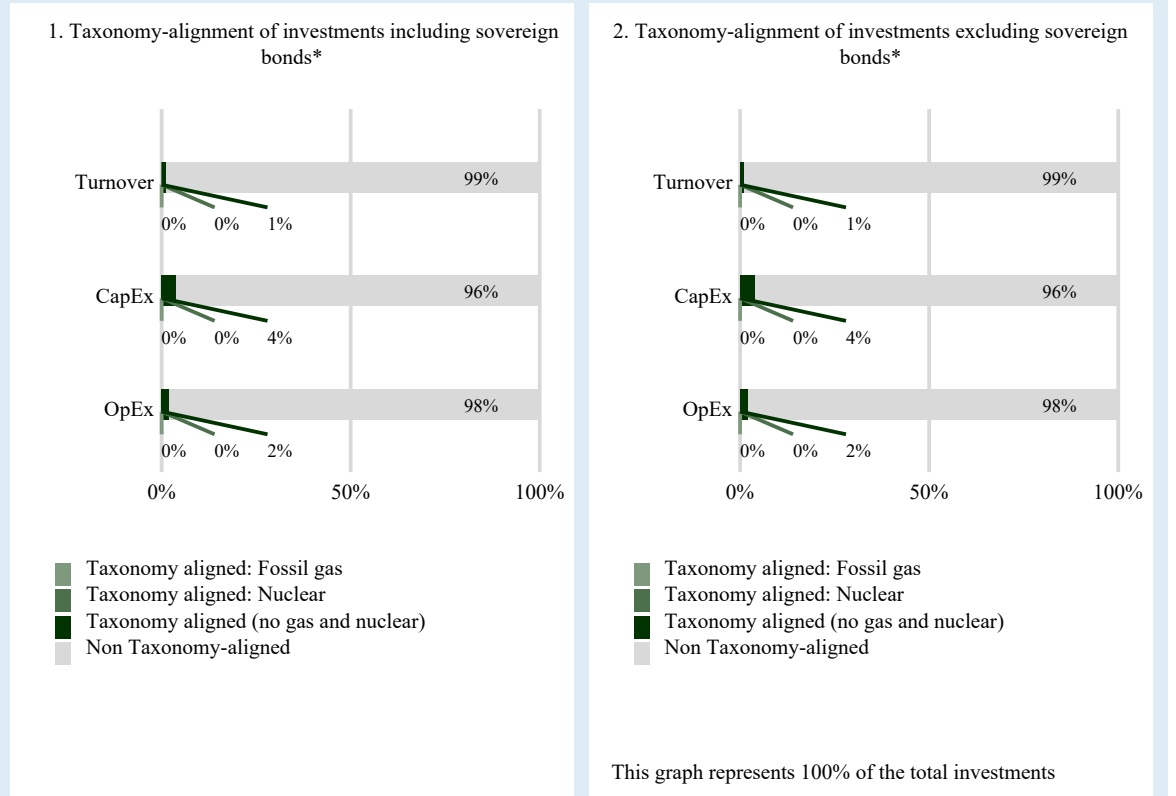 1. Taxonomy-alignment of investments including sovereign
bonds*
Turnover
99%
0% 0% 1%
CapEx
96%
0% 0% 4%
OpEx
98%
0% 0% 2%
0% 50% 100%
Taxonomy aligned: Fossil gas
Taxonomy aligned: Nuclear
Taxonomy aligned (no gas and nuclear)
Non Taxonomy-aligned
2. Taxonomy-alignment of investments excluding sovereign
bonds*
Turnover
99%
0% 0% 1%
CapEx
96%
0% 0% 4%
OpEx
98%
0% 0% 2%
0% 50% 100%
Taxonomy aligned: Fossil gas
Taxonomy aligned: Nuclear
Taxonomy aligned (no gas and nuclear)
Non Taxonomy-aligned
This graph represents 100% of the total investments